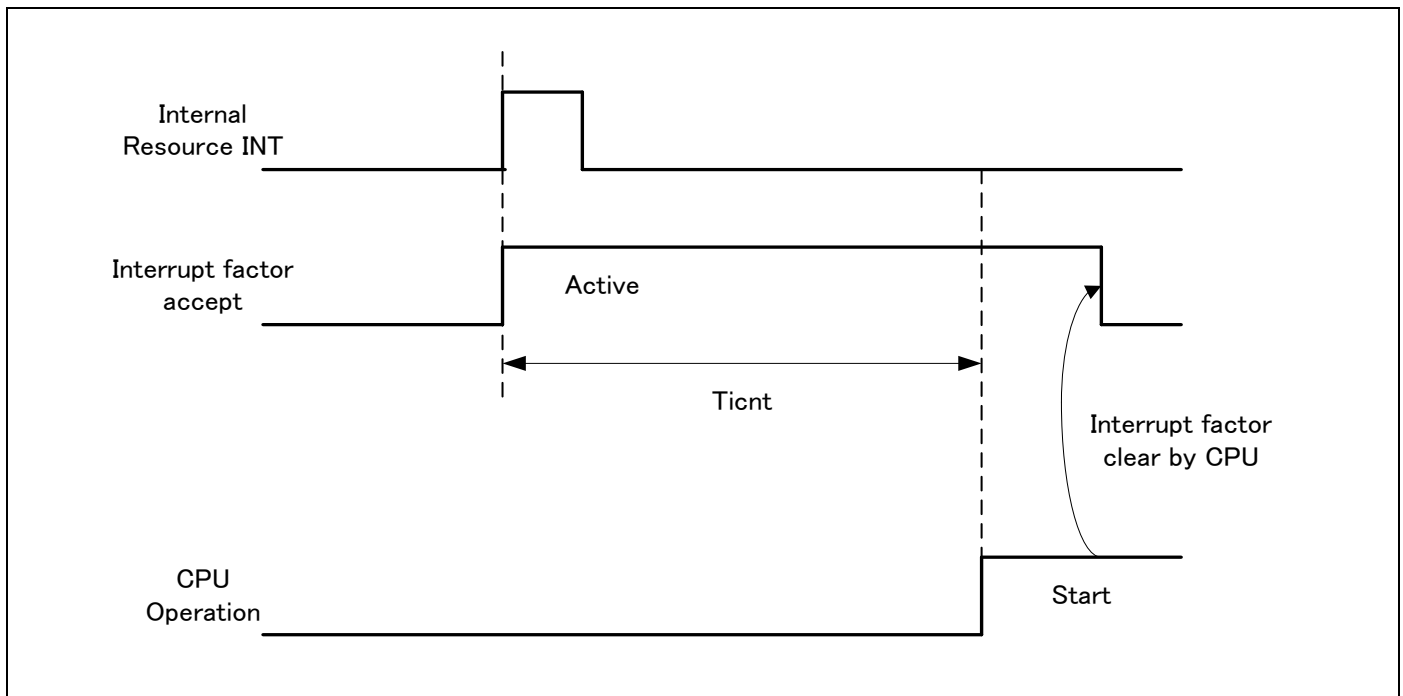 Internal
Resource INT
Interrupt factor
accept
Active
Ticnt
Interrupt factor
clear by CPU
CPU
Operation
Start